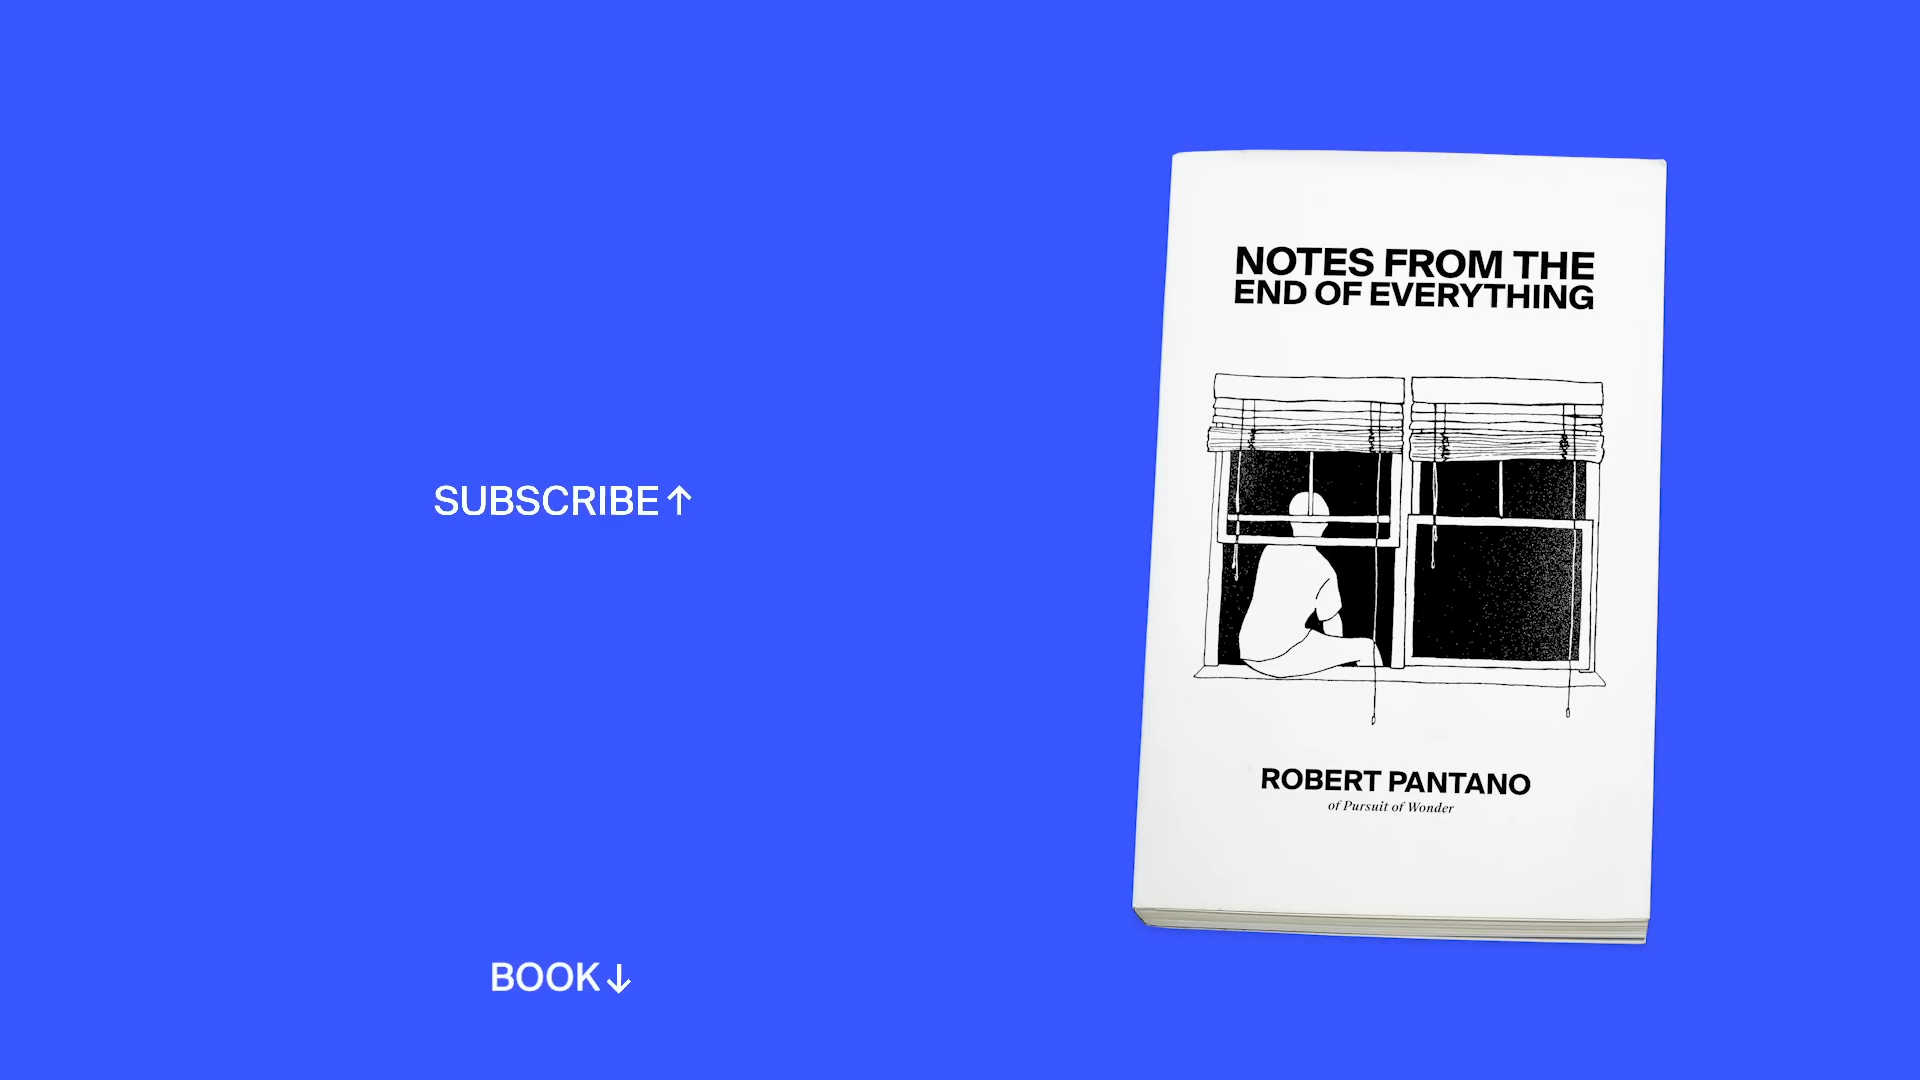 SUBSCRIBE↑
BOOK↓
NOTES FROM THE
END OF EVERYTHING
ROBERT PANTANO
of Pursuit of Wonder